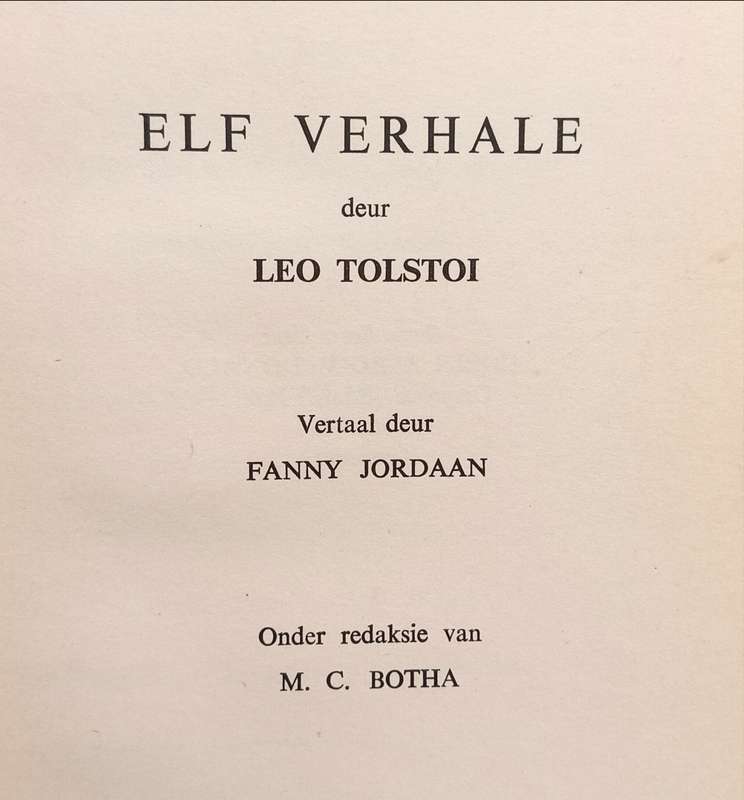 ELF VERHALE
deur
LEO TOLSTOI
Vertaal deur
FANNY JORDAAN
Onder redaksie van
M. C. BOTHA